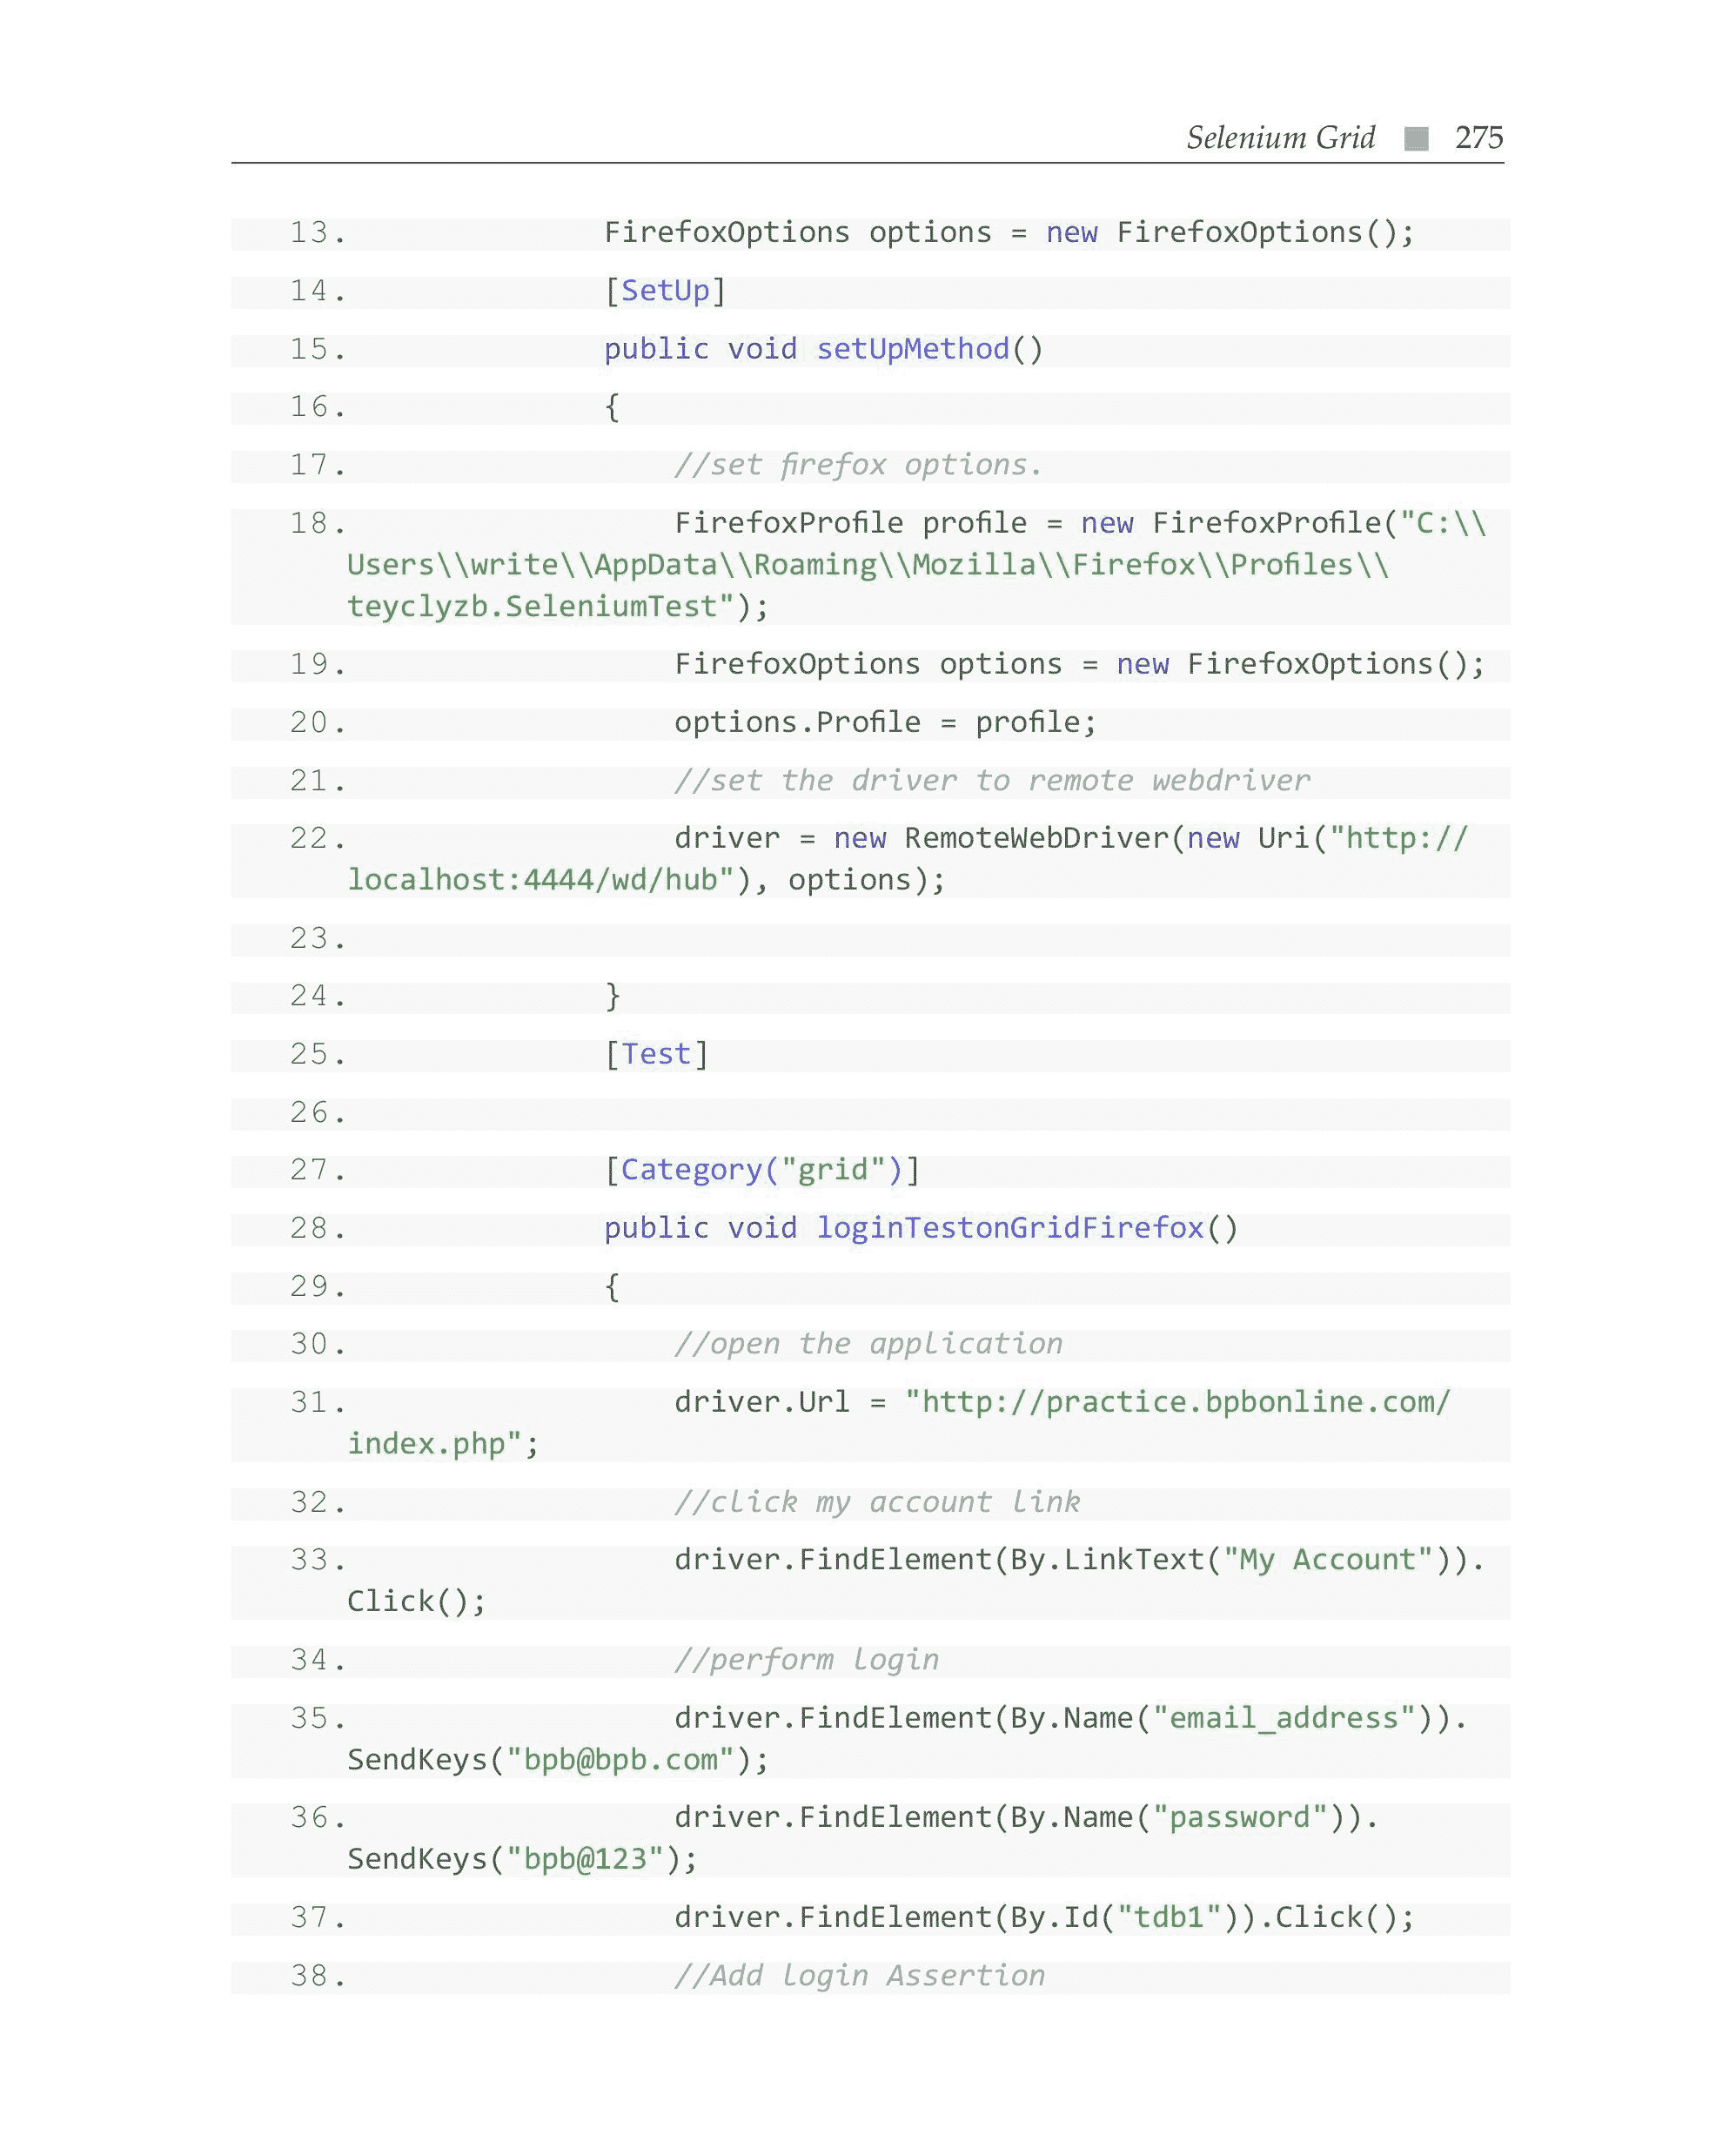 Selenium Grid ■ 275
13. FirefoxOptions options = new FirefoxOptions();
14. [SetUp]
15. public void setUpMethod()
16. {
17. //set firefox options.
18. FirefoxProfile profile = new FirefoxProfile("C:\\
Users\\write\\AppData\\Roaming\\Mozilla\\Firefox\\Profiles\\
teyclyzb.SeleniumTest");
19. FirefoxOptions options = new FirefoxOptions();
20. options.Profile = profile;
21. //set the driver to remote webdriver
22. driver = new RemoteWebDriver(new Uri("http://
localhost:4444/wd/hub"), options);
23.
24. }
25. [Test]
26.
27. [Category("grid")]
28. public void loginTestonGridFirefox()
29. {
30. //open the application
31. driver.Url = "http://practice.bpbonline.com/
index.php";
32. //click my account link
33. driver.FindElement(By.LinkText("My Account")).
Click();
34. //perform login
35. driver.FindElement(By.Name("email_address")).
SendKeys("bpb@bpb.com");
36. driver.FindElement(By.Name("password")).
SendKeys("bpb@123");
37. driver.FindElement(By.Id("tdb1")).Click();
38. //Add login Assertion